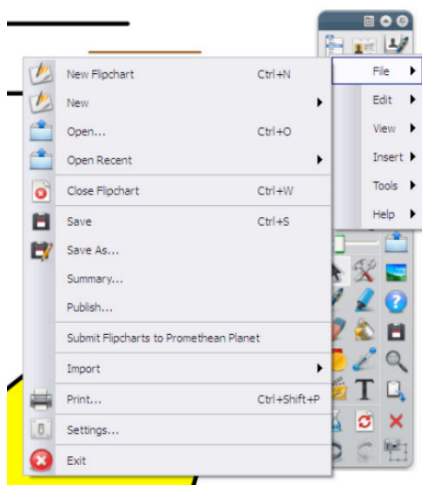 File
Edit
View
Insert
Tools
Help
New Flipchart Ctrl+N
New
Open... Ctrl+O
Open Recent
Close Flipchart Ctrl+W
Save Ctrl+S
Save As...
Summary...
Publish...
Submit Flipcharts to Promethean Planet
Import
Print... Ctrl+Shift+P
Settings...
Exit